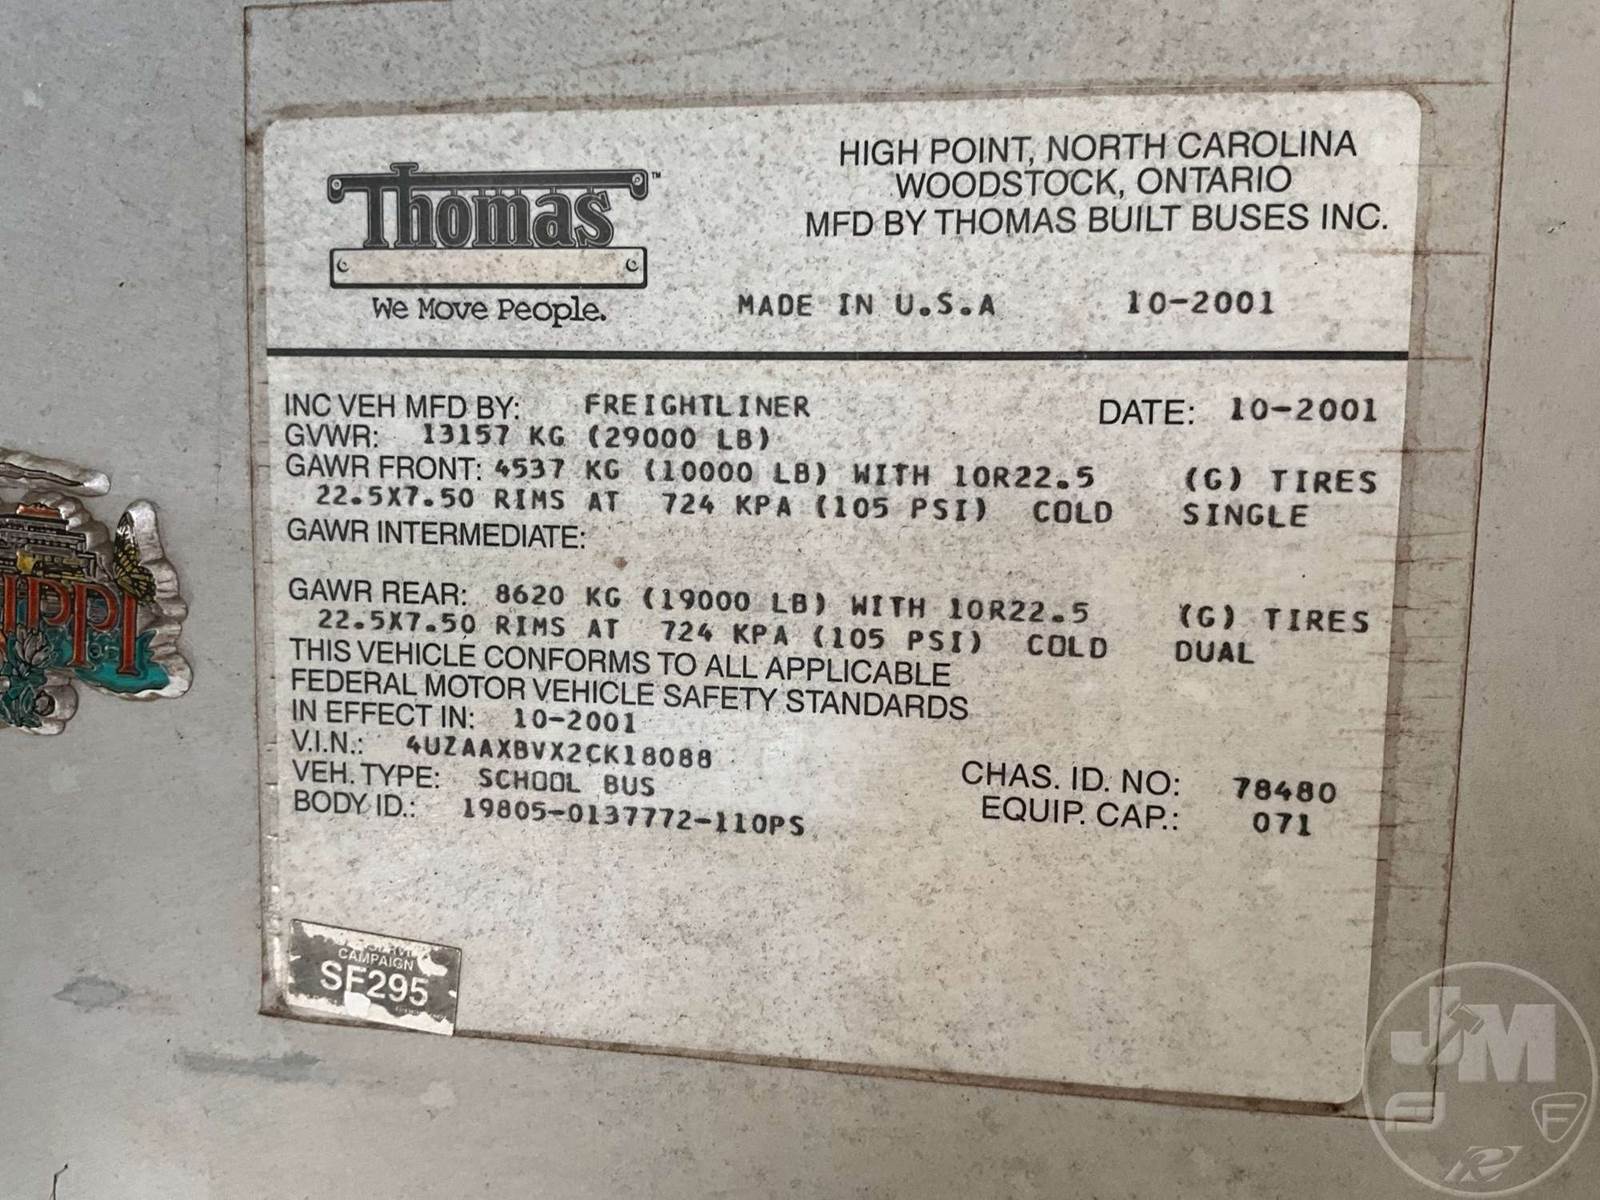 HIGH POINT, NORTH CAROLINA
WOODSTOCK, ONTARIO
MFD BY THOMAS BUILT BUSES INC.
Thomas™
We Move People.
MADE IN U.S.A 10-2001
INC VEH MFD BY: FREIGHTLINER DATE: 10-2001
GVWR: 13157 KG (29000 LB)
GAWR FRONT: 4537 KG (10000 LB) WITH 10R22.5 (G) TIRES
22.5X7.50 RIMS AT 724 KPA (105 PSI) COLD SINGLE
GAWR INTERMEDIATE:
GAWR REAR: 8620 KG (19000 LB) WITH 10R22.5 (G) TIRES
22.5X7.50 RIMS AT 724 KPA (105 PSI) COLD DUAL
THIS VEHICLE CONFORMS TO ALL APPLICABLE
FEDERAL MOTOR VEHICLE SAFETY STANDARDS
IN EFFECT IN: 10-2001
V.I.N.: 4UZAAXBVX2CK18088
VEH. TYPE: SCHOOL BUS CHAS. ID. NO: 78480
BODY ID.: 19805-0137772-110PS EQUIP. CAP.: 071
CAMPAIGN
SF295
IPPI
JM